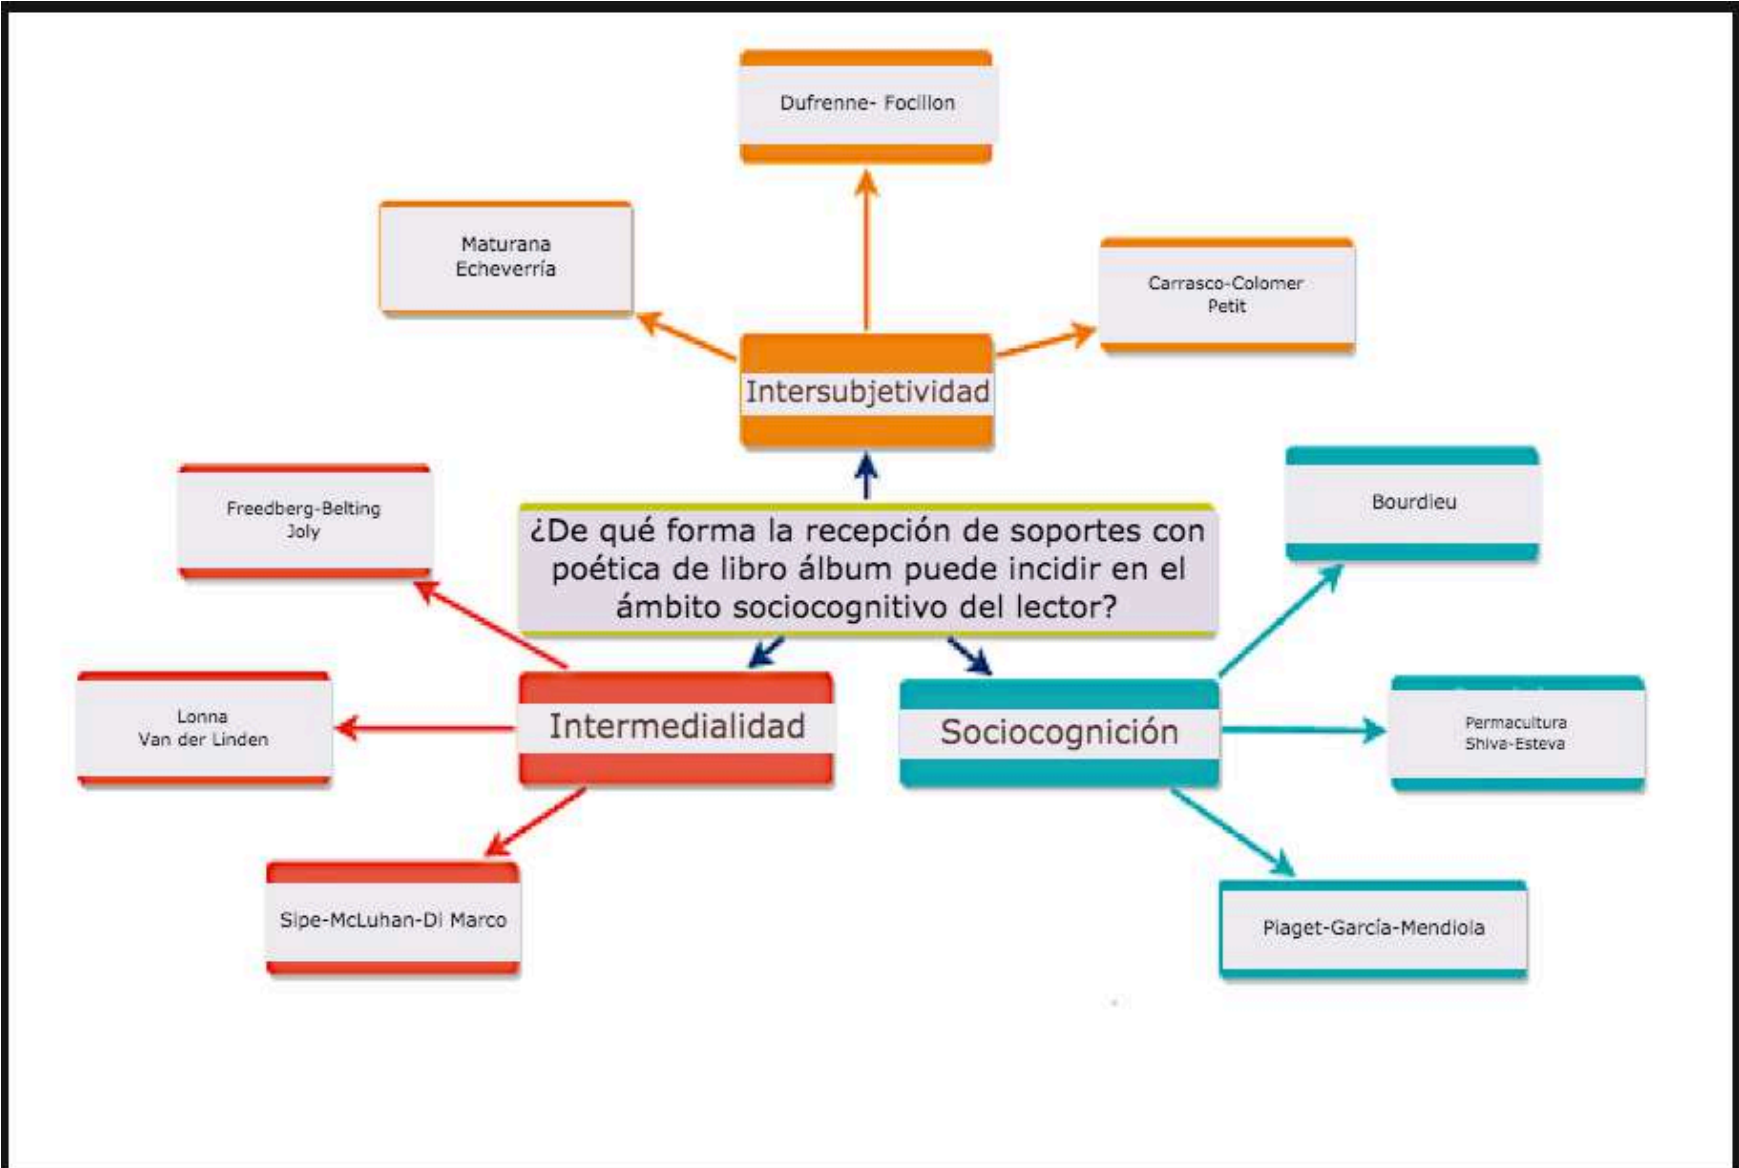 Dufrenne- Focillon
Maturana
Echeverría
Carrasco-Colomer
Petit
Intersubjetividad
Freedberg-Belting
Joly
Bourdieu
¿De qué forma la recepción de soportes con
poética de libro álbum puede incidir en el
ámbito sociocognitivo del lector?
Lonna
Van der Linden
Intermedialidad
Sociocognición
Permacultura
Shiva-Esteva
Sipe-McLuhan-Di Marco
Piaget-García-Mendiola